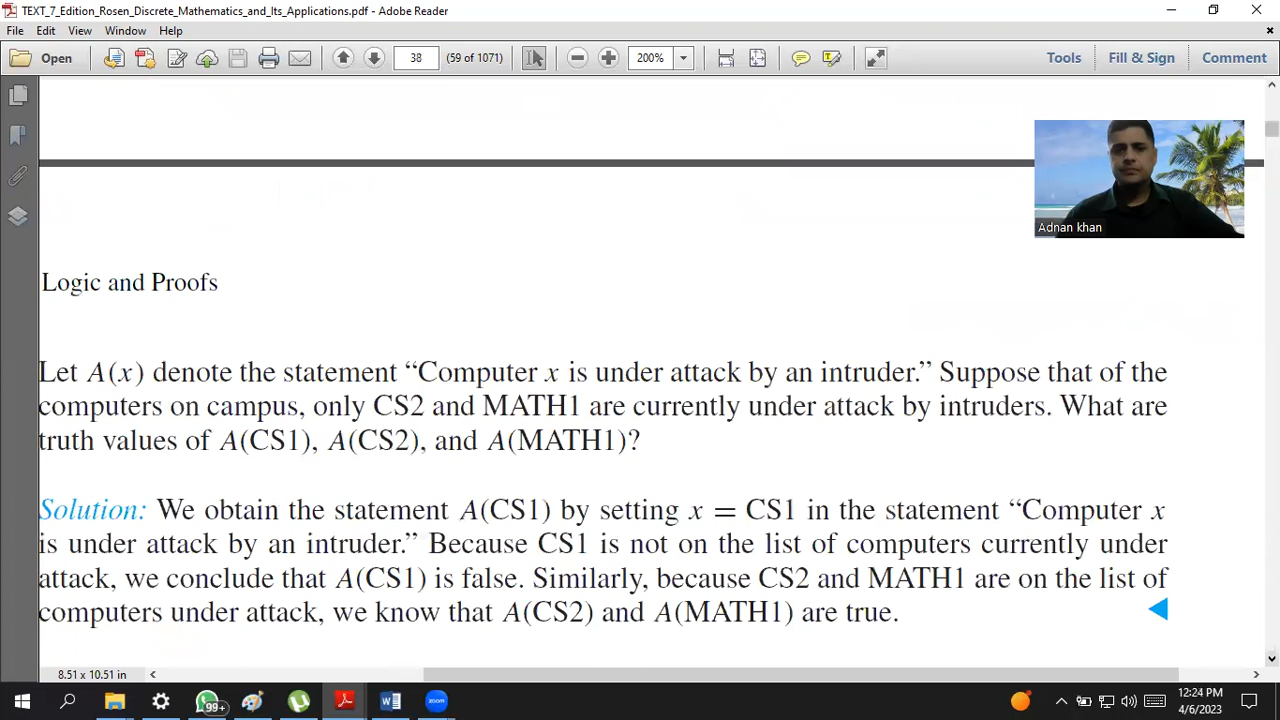 TEXT_7_Edition_Rosen_Discrete_Mathematics_and_Its_Applications.pdf - Adobe Reader
File Edit View Window Help
Open 38 (59 of 1071) 200% Tools Fill & Sign Comment
Adnan khan
Logic and Proofs
Let A(x) denote the statement “Computer x is under attack by an intruder.” Suppose that of the
computers on campus, only CS2 and MATH1 are currently under attack by intruders. What are
truth values of A(CS1), A(CS2), and A(MATH1)?
Solution: We obtain the statement A(CS1) by setting x = CS1 in the statement “Computer x
is under attack by an intruder.” Because CS1 is not on the list of computers currently under
attack, we conclude that A(CS1) is false. Similarly, because CS2 and MATH1 are on the list of
computers under attack, we know that A(CS2) and A(MATH1) are true.
8.51 x 10.51 in
99+
zoom
12:24 PM
4/6/2023